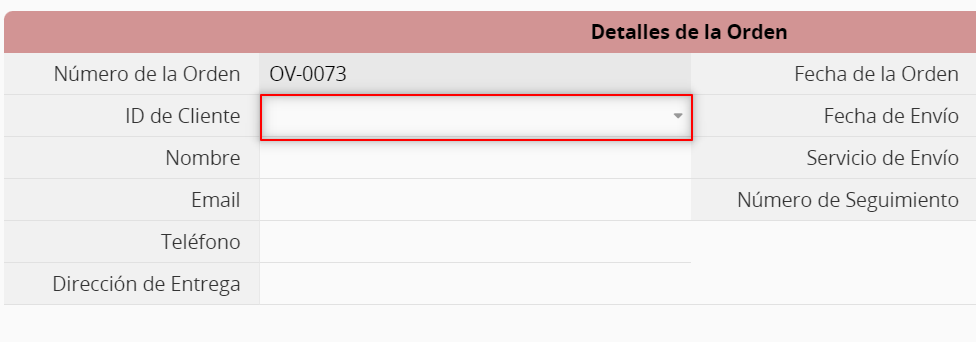 Detalles de la Orden
Número de la Orden OV-0073 Fecha de la Orden
ID de Cliente Fecha de Envío
Nombre Servicio de Envío
Email Número de Seguimiento
Teléfono
Dirección de Entrega